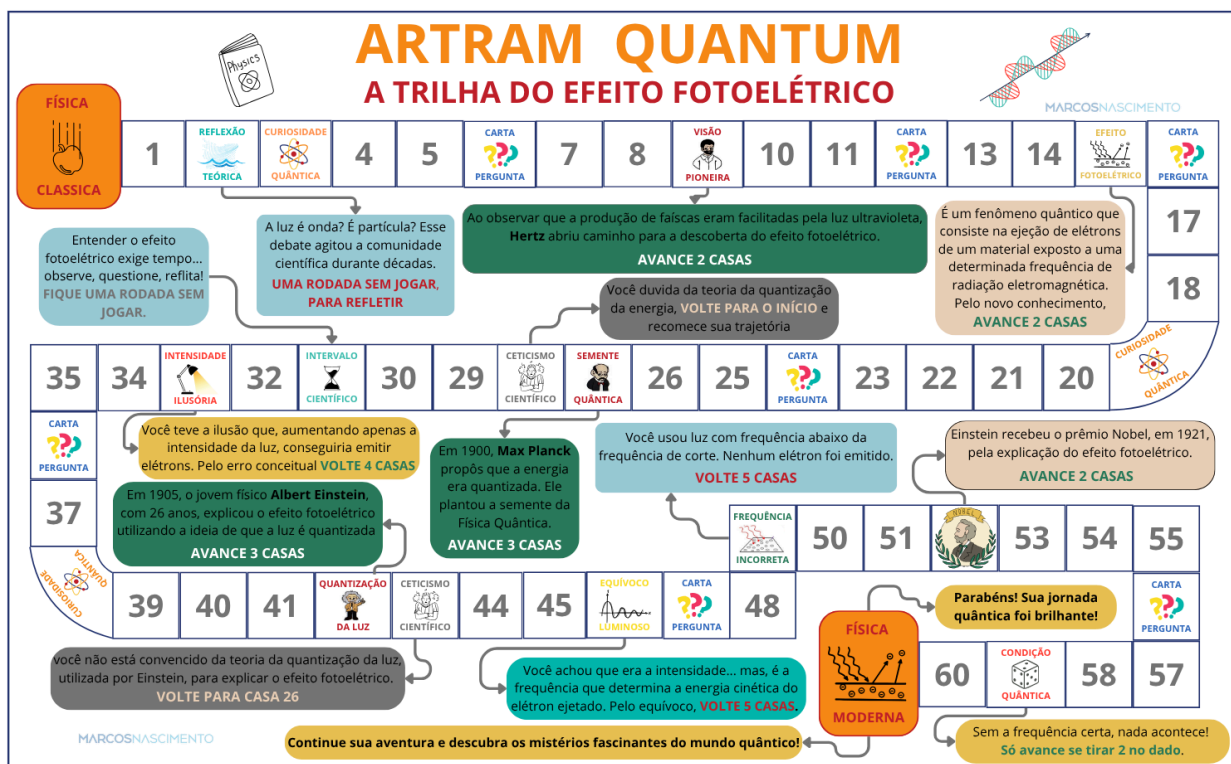 ARTRAM QUANTUM
A TRILHA DO EFEITO FOTOELÉTRICO
Physics
MARCOSNASCIMENTO
FÍSICA
CLASSICA
1
REFLEXÃO
TEÓRICA
CURIOSIDADE
QUÂNTICA
4
5
CARTA
PERGUNTA
7
8
VISÃO
PIONEIRA
10
11
CARTA
PERGUNTA
13
14
EFEITO
FOTOELÉTRICO
CARTA
PERGUNTA
17
18
A luz é onda? É partícula? Esse
debate agitou a comunidade
científica durante décadas.
UMA RODADA SEM JOGAR,
PARA REFLETIR
Ao observar que a produção de faíscas eram facilitadas pela luz ultravioleta,
Hertz abriu caminho para a descoberta do efeito fotoelétrico.
AVANCE 2 CASAS
É um fenômeno quântico que
consiste na ejeção de elétrons
de um material exposto a uma
determinada frequência de
radiação eletromagnética.
Pelo novo conhecimento,
AVANCE 2 CASAS
Entender o efeito
fotoelétrico exige tempo...
observe, questione, reflita!
FIQUE UMA RODADA SEM
JOGAR.
Você duvida da teoria da quantização
da energia, VOLTE PARA O INÍCIO e
recomece sua trajetória
CURIOSIDADE
QUÂNTICA
20
21
22
23
CARTA
PERGUNTA
25
26
SEMENTE
QUÂNTICA
CETICISMO
CIENTÍFICO
29
30
INTERVALO
CIENTÍFICO
32
INTENSIDADE
ILUSÓRIA
34
35
CARTA
PERGUNTA
37
Você teve a ilusão que, aumentando apenas a
intensidade da luz, conseguiria emitir
elétrons. Pelo erro conceitual VOLTE 4 CASAS
Em 1900, Max Planck
propôs que a energia
era quantizada. Ele
plantou a semente da
Física Quântica.
AVANCE 3 CASAS
Em 1905, o jovem físico Albert Einstein,
com 26 anos, explicou o efeito fotoelétrico
utilizando a ideia de que a luz é quantizada
AVANCE 3 CASAS
Você usou luz com frequência abaixo da
frequência de corte. Nenhum elétron foi emitido.
VOLTE 5 CASAS
Einstein recebeu o prêmio Nobel, em 1921,
pela explicação do efeito fotoelétrico.
AVANCE 2 CASAS
CURIOSIDADE
QUÂNTICA
39
40
41
QUANTIZAÇÃO
DA LUZ
CETICISMO
CIENTÍFICO
44
45
EQUÍVOCO
LUMINOSO
CARTA
PERGUNTA
48
FREQUÊNCIA
INCORRETA
50
51
NOBEL
53
54
55
CARTA
PERGUNTA
57
58
CONDIÇÃO
QUÂNTICA
60
FÍSICA
MODERNA
você não está convencido da teoria da quantização da luz,
utilizada por Einstein, para explicar o efeito fotoelétrico.
VOLTE PARA CASA 26
Você achou que era a intensidade... mas, é a
frequência que determina a energia cinética do
elétron ejetado. Pelo equívoco, VOLTE 5 CASAS.
Parabéns! Sua jornada
quântica foi brilhante!
Sem a frequência certa, nada acontece!
Só avance se tirar 2 no dado.
Continue sua aventura e descubra os mistérios fascinantes do mundo quântico!
MARCOSNASCIMENTO